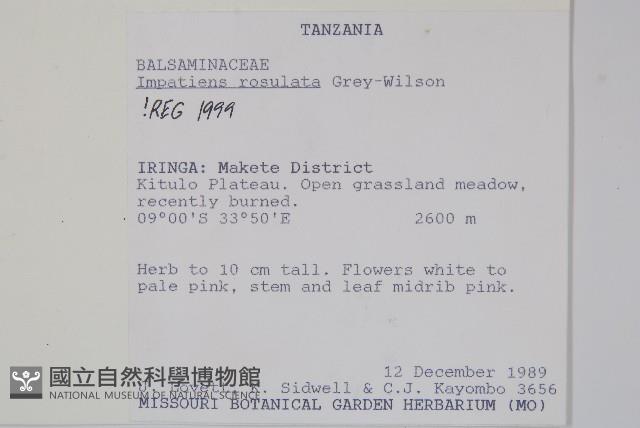 TANZANIA
BALSAMINACEAE
Impatiens rosulata Grey-Wilson
!REG 1999
IRINGA: Makete District
Kitulo Plateau. Open grassland meadow,
recently burned.
09°00'S 33°50'E 2600 m
Herb to 10 cm tall. Flowers white to
pale pink, stem and leaf midrib pink.
12 December 1989
Lovett, K. Sidwell & C.J. Kayombo 3656
MISSOURI BOTANICAL GARDEN HERBARIUM (MO)
國立自然科學博物館
NATIONAL MUSEUM OF NATURAL SCIENCE